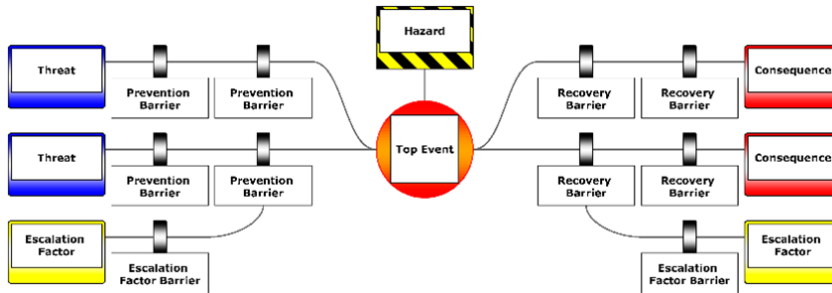 Hazard
Threat
Prevention
Barrier
Prevention
Barrier
Recovery
Barrier
Recovery
Barrier
Consequence
Top Event
Threat
Prevention
Barrier
Prevention
Barrier
Recovery
Barrier
Recovery
Barrier
Consequence
Escalation
Factor
Escalation
Factor Barrier
Escalation
Factor Barrier
Escalation
Factor